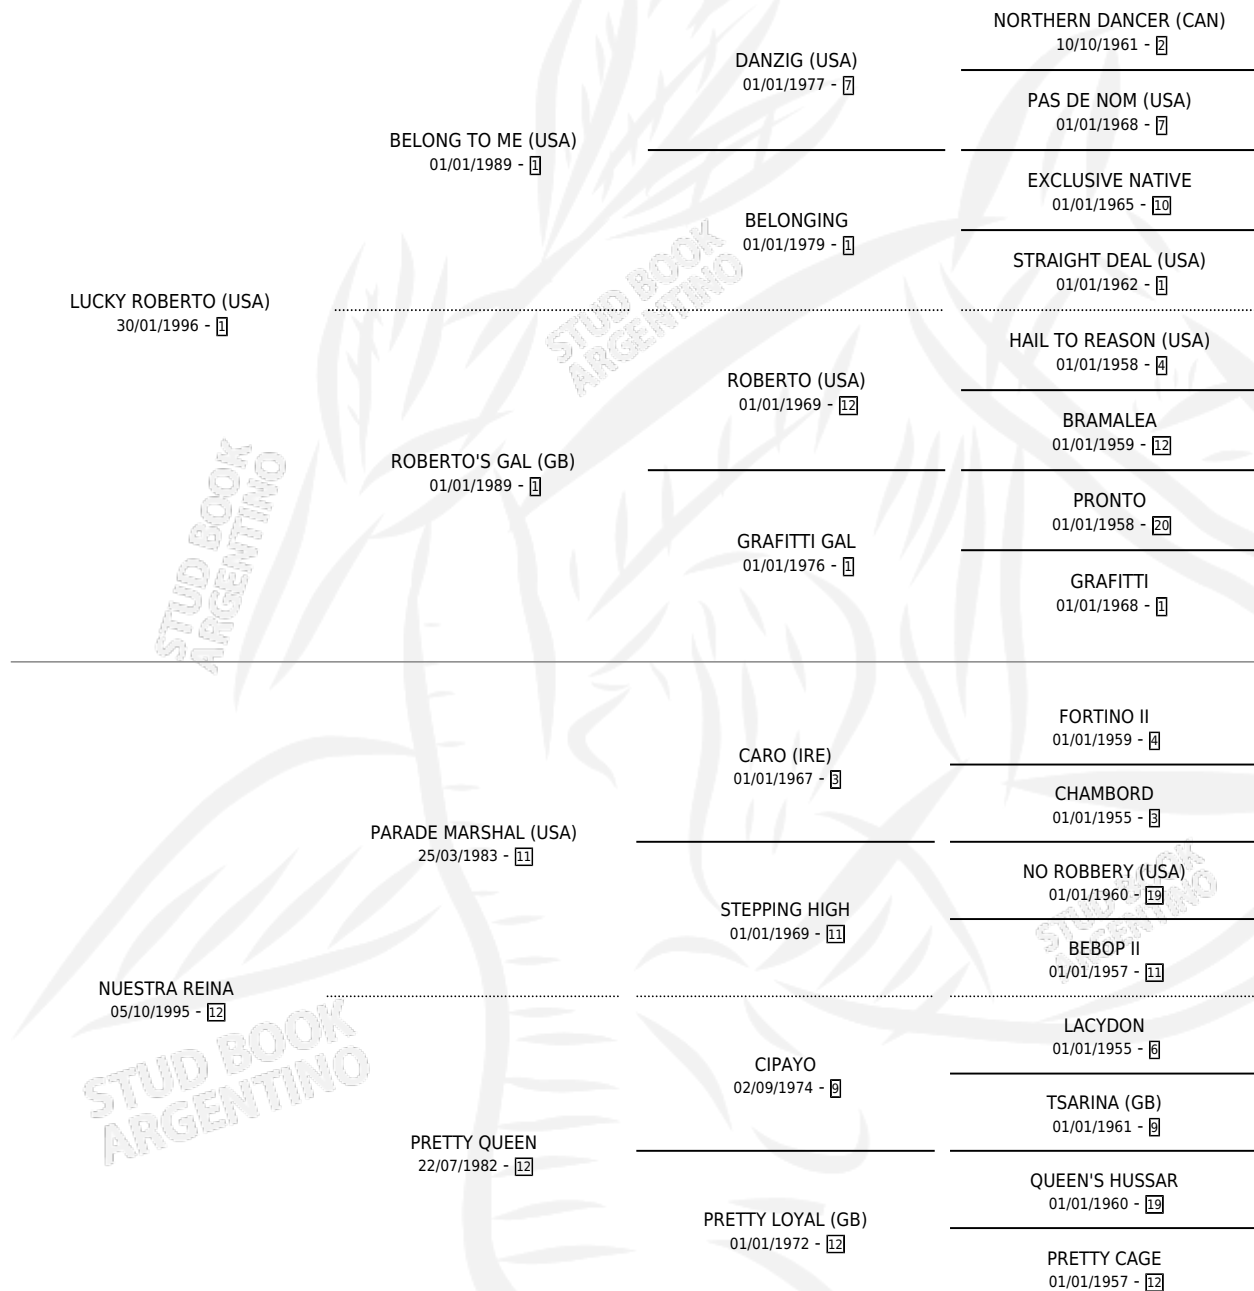 NORTHERN DANCER (CAN)
10/10/1961 - 2
DANZIG (USA)
01/01/1977 - 7
PAS DE NOM (USA)
01/01/1968 - 7
BELONG TO ME (USA)
01/01/1989 - 1
EXCLUSIVE NATIVE
01/01/1965 - 10
BELONGING
01/01/1979 - 1
STRAIGHT DEAL (USA)
01/01/1962 - 1
LUCKY ROBERTO (USA)
30/01/1996 - 1
STUD BOOK
ARGENTINO
HAIL TO REASON (USA)
01/01/1958 - 4
ROBERTO (USA)
01/01/1969 - 12
BRAMALEA
01/01/1959 - 12
ROBERTO'S GAL (GB)
01/01/1989 - 1
PRONTO
01/01/1958 - 20
GRAFITTI GAL
01/01/1976 - 1
GRAFITTI
01/01/1968 - 1
STUD BOOK
ARGENTINO
FORTINO II
01/01/1959 - 4
CARO (IRE)
01/01/1967 - 3
CHAMBORD
01/01/1955 - 3
PARADE MARSHAL (USA)
25/03/1983 - 11
NO ROBBERY (USA)
01/01/1960 - 19
STEPPING HIGH
01/01/1969 - 11
STUD BOOK
ARGENTINO
BEBOP II
01/01/1957 - 11
NUESTRA REINA
05/10/1995 - 12
LACYDON
01/01/1955 - 6
CIPAYO
02/09/1974 - 9
STUD BOOK
ARGENTINO
TSARINA (GB)
01/01/1961 - 9
PRETTY QUEEN
22/07/1982 - 12
QUEEN'S HUSSAR
01/01/1960 - 19
PRETTY LOYAL (GB)
01/01/1972 - 12
PRETTY CAGE
01/01/1957 - 12